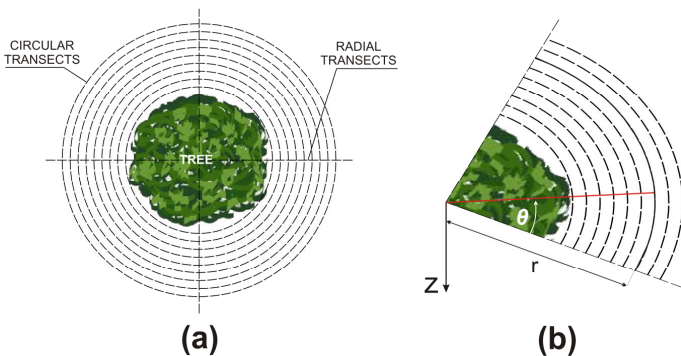 CIRCULAR
TRANSECTS
RADIAL
TRANSECTS
TREE
(a)
θ
r
Z
(b)